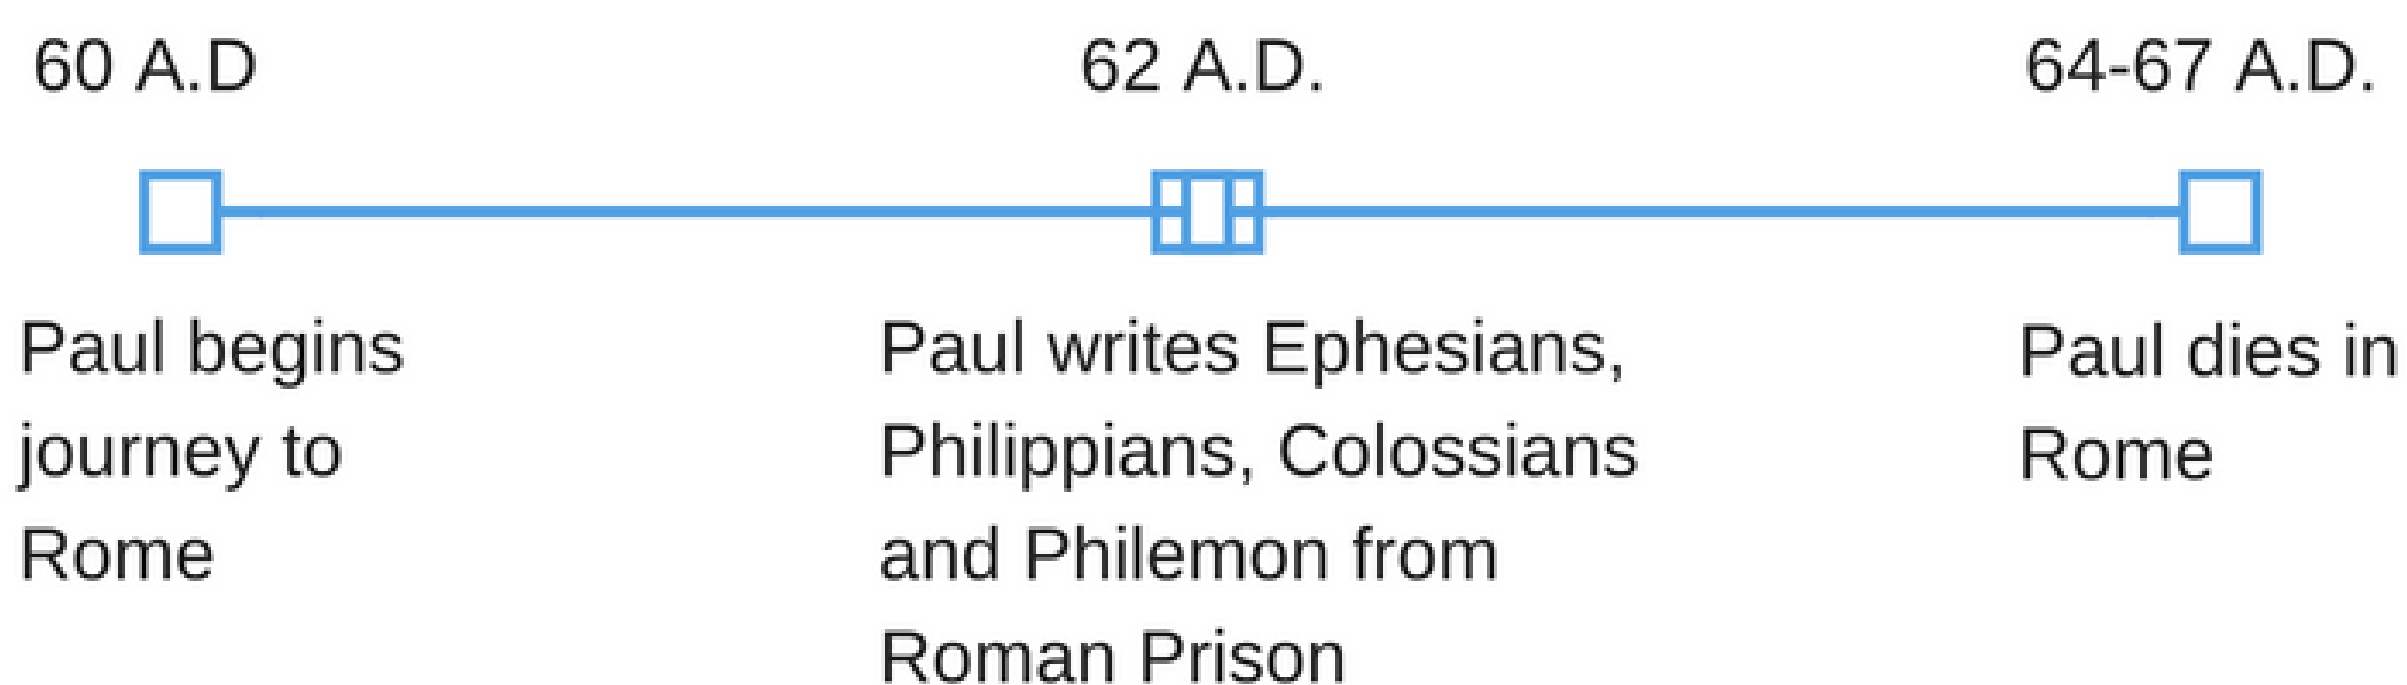 60 A.D
62 A.D.
64-67 A.D.
Paul begins
journey to
Rome
Paul writes Ephesians,
Philippians, Colossians
and Philemon from
Roman Prison
Paul dies in
Rome